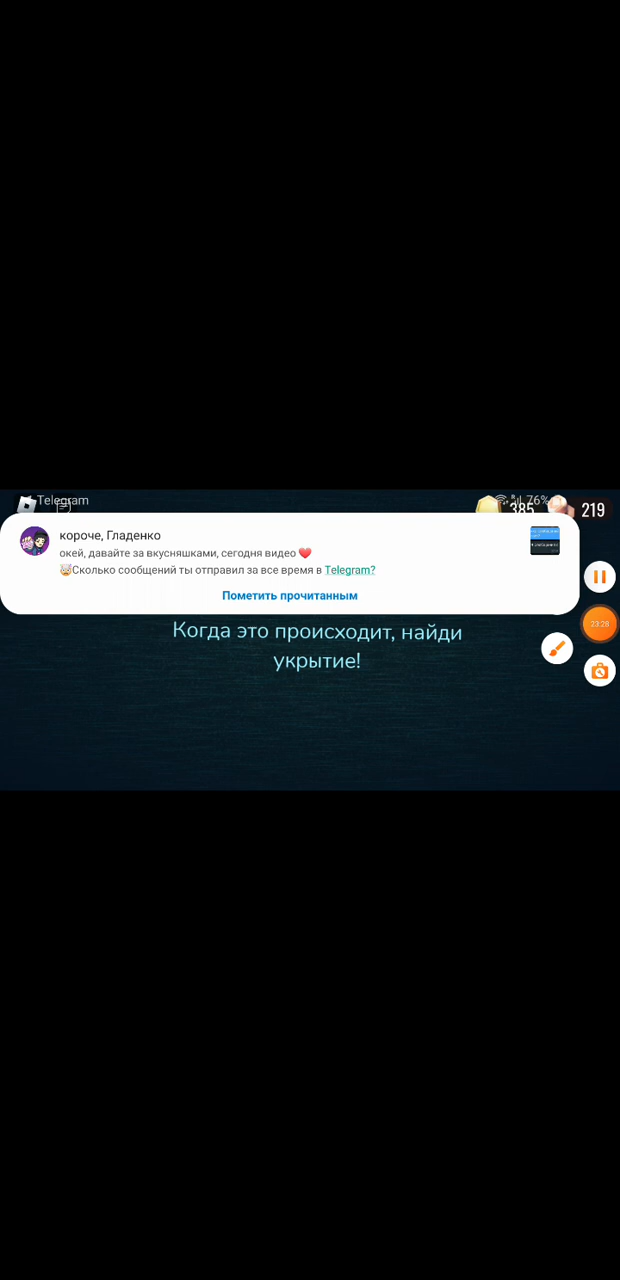 Telegram
76%
385
219
короче, Гладенко
окей, давайте за вкусняшками, сегодня видео ❤️
🤯Сколько сообщений ты отправил за все время в Telegram?
Пометить прочитанным
23:28
Когда это происходит, найди
укрытие!